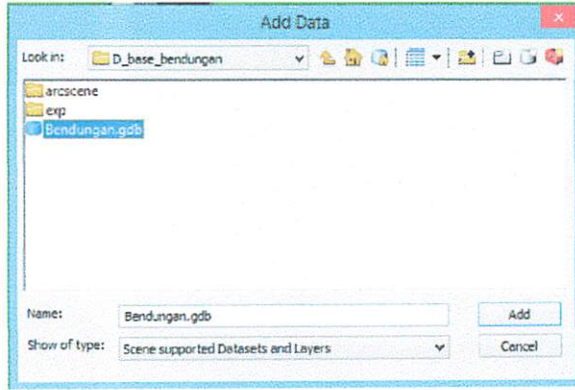 Add Data
Look in: D_base_bendungan
arcscene
exp
Bendungan.gdb
Name: Bendungan.gdb
Add
Show of type: Scene supported Datasets and Layers
Cancel